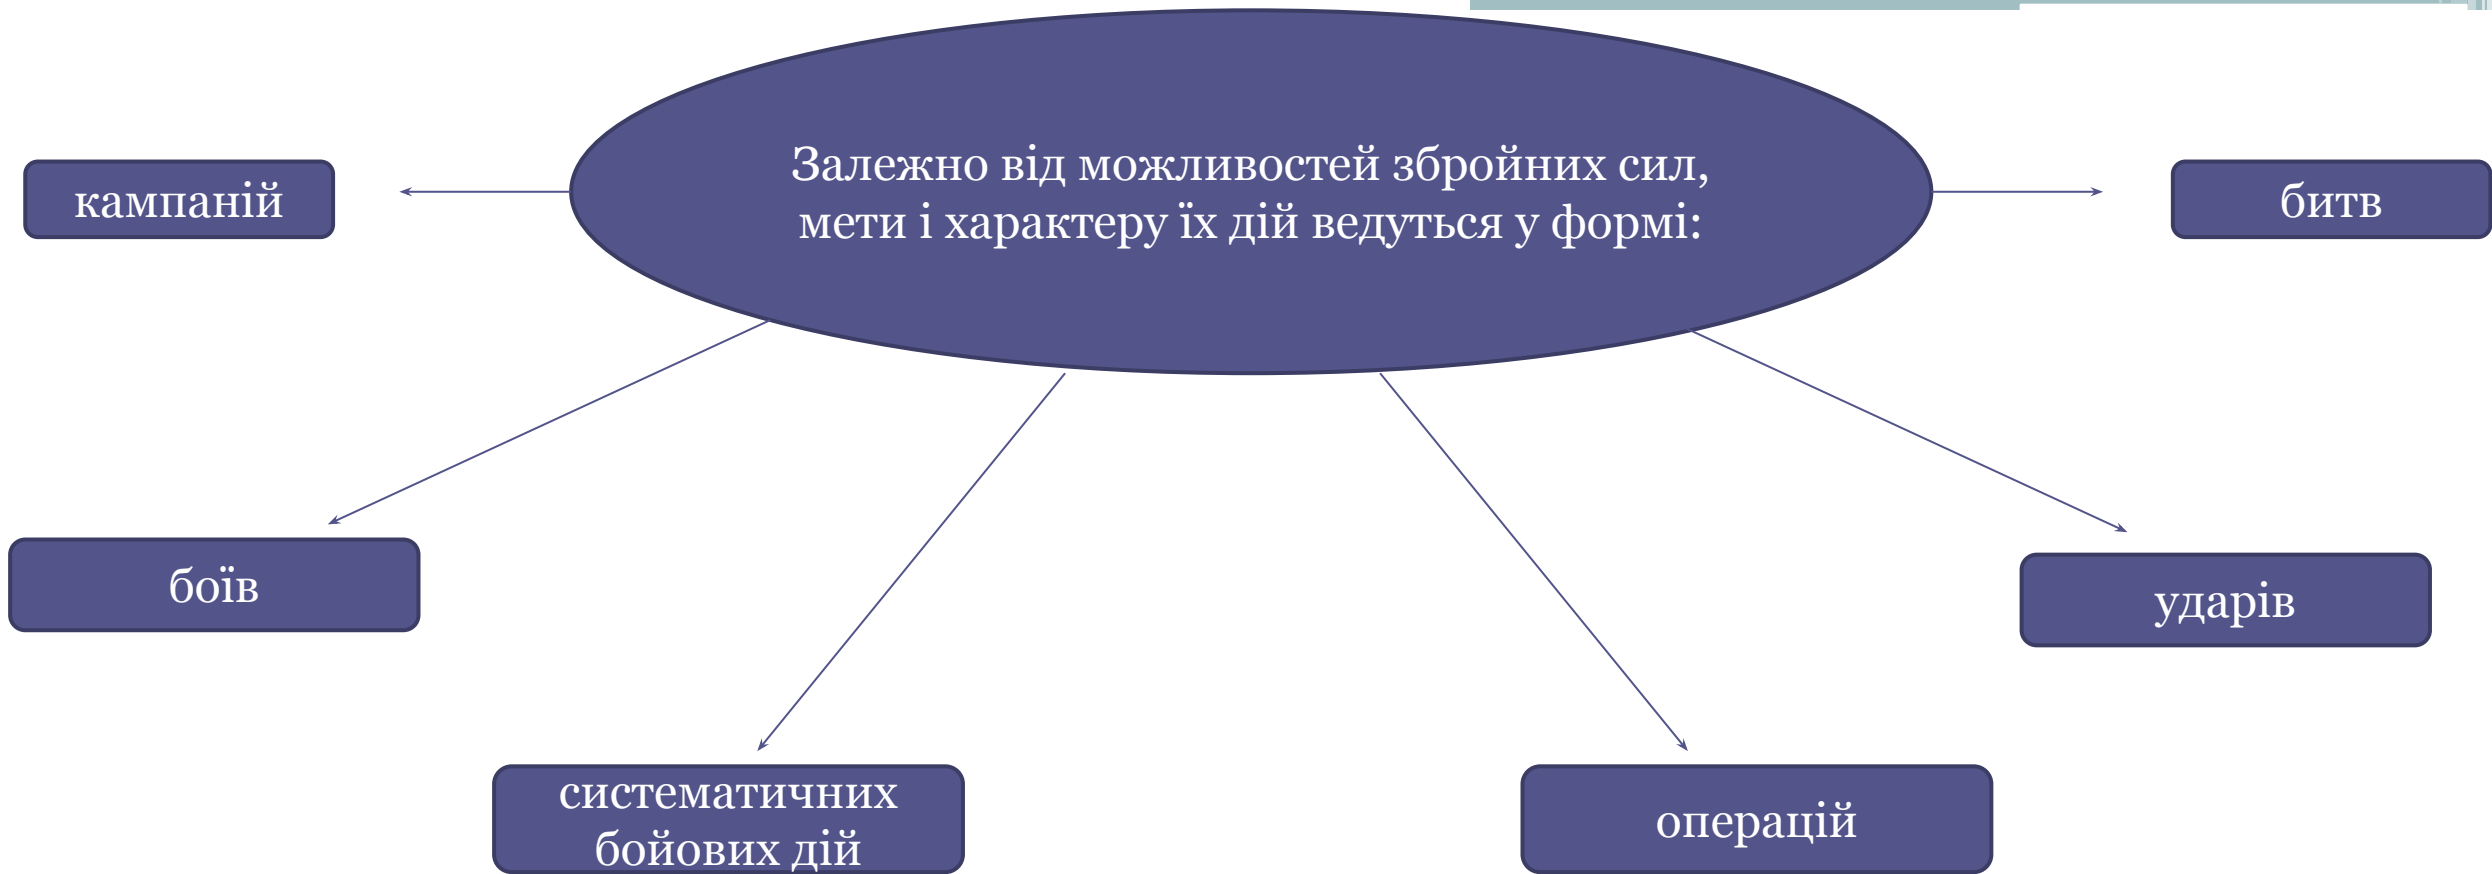 Залежно від можливостей збройних сил,
мети і характеру їх дій ведуться у формі:
кампаній
битв
боїв
ударів
систематичних
бойових дій
операцій